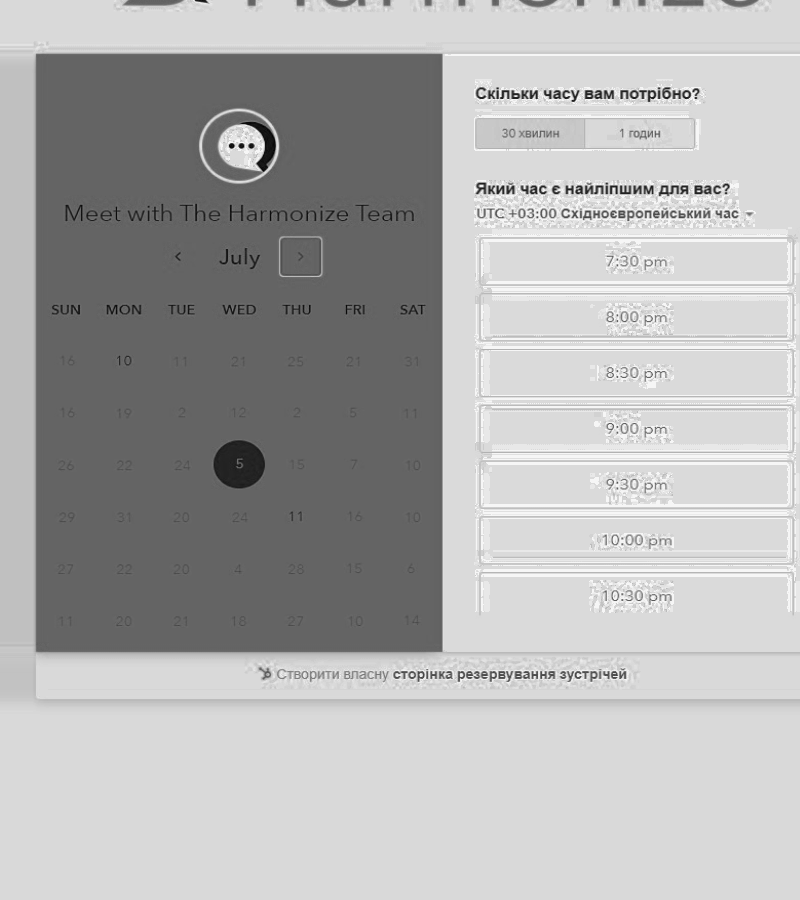 Harmonize
Meet with The Harmonize Team
July
SUN MON TUE WED THU FRI SAT
16 10 11 21 25 21 31
16 19 2 12 2 5 11
26 22 24 5 15 7 10
29 31 20 24 11 16 10
27 22 20 4 28 15 6
11 20 21 18 27 10 14
Скільки часу вам потрібно?
30 хвилин 1 годин
Який час є найліпшим для вас?
UTC +03:00 Східноєвропейський час
7:30 pm
8:00 pm
8:30 pm
9:00 pm
9:30 pm
10:00 pm
10:30 pm
Створити власну сторінка резервування зустрічей